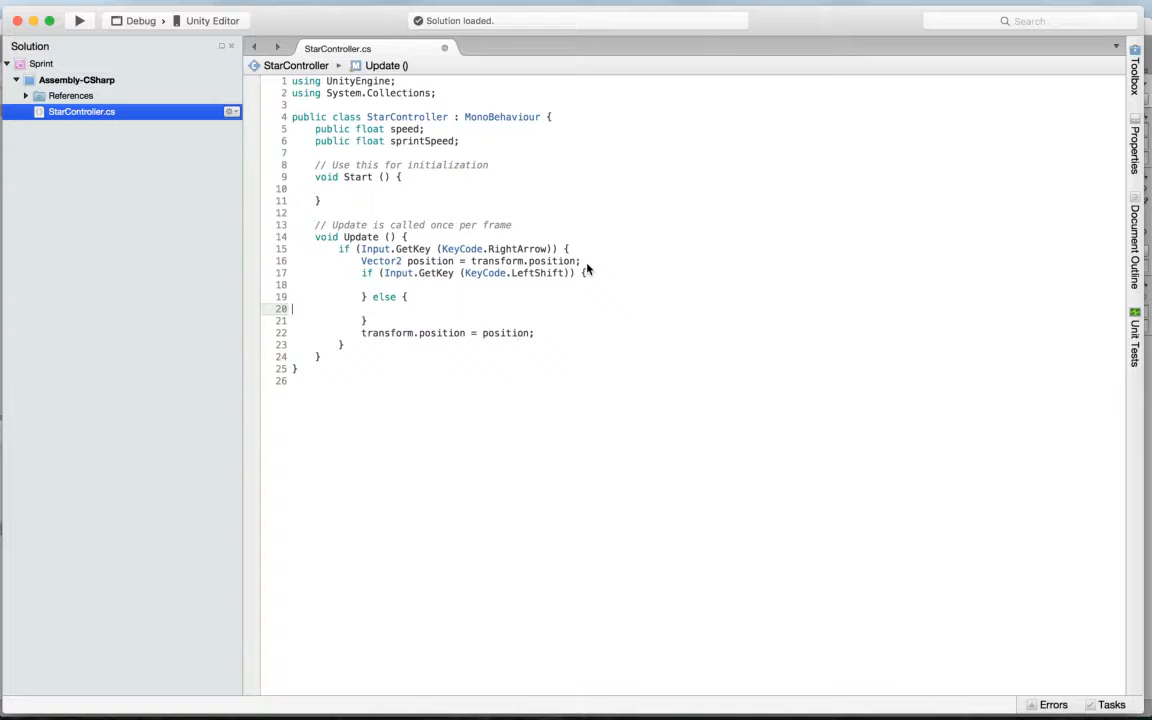 Debug › Unity Editor
Solution loaded.
Search...
Solution
Sprint
Assembly-CSharp
References
StarController.cs
StarController.cs
StarController ▸ Update ()
1 using UnityEngine;
2 using System.Collections;
3
4 public class StarController : MonoBehaviour {
5 public float speed;
6 public float sprintSpeed;
7
8 // Use this for initialization
9 void Start () {
10
11 }
12
13 // Update is called once per frame
14 void Update () {
15 if (Input.GetKey (KeyCode.RightArrow)) {
16 Vector2 position = transform.position;
17 if (Input.GetKey (KeyCode.LeftShift)) {
18
19 } else {
20
21 }
22 transform.position = position;
23 }
24 }
25 }
26
Toolbox
Properties
Document Outline
Unit Tests
Errors
Tasks